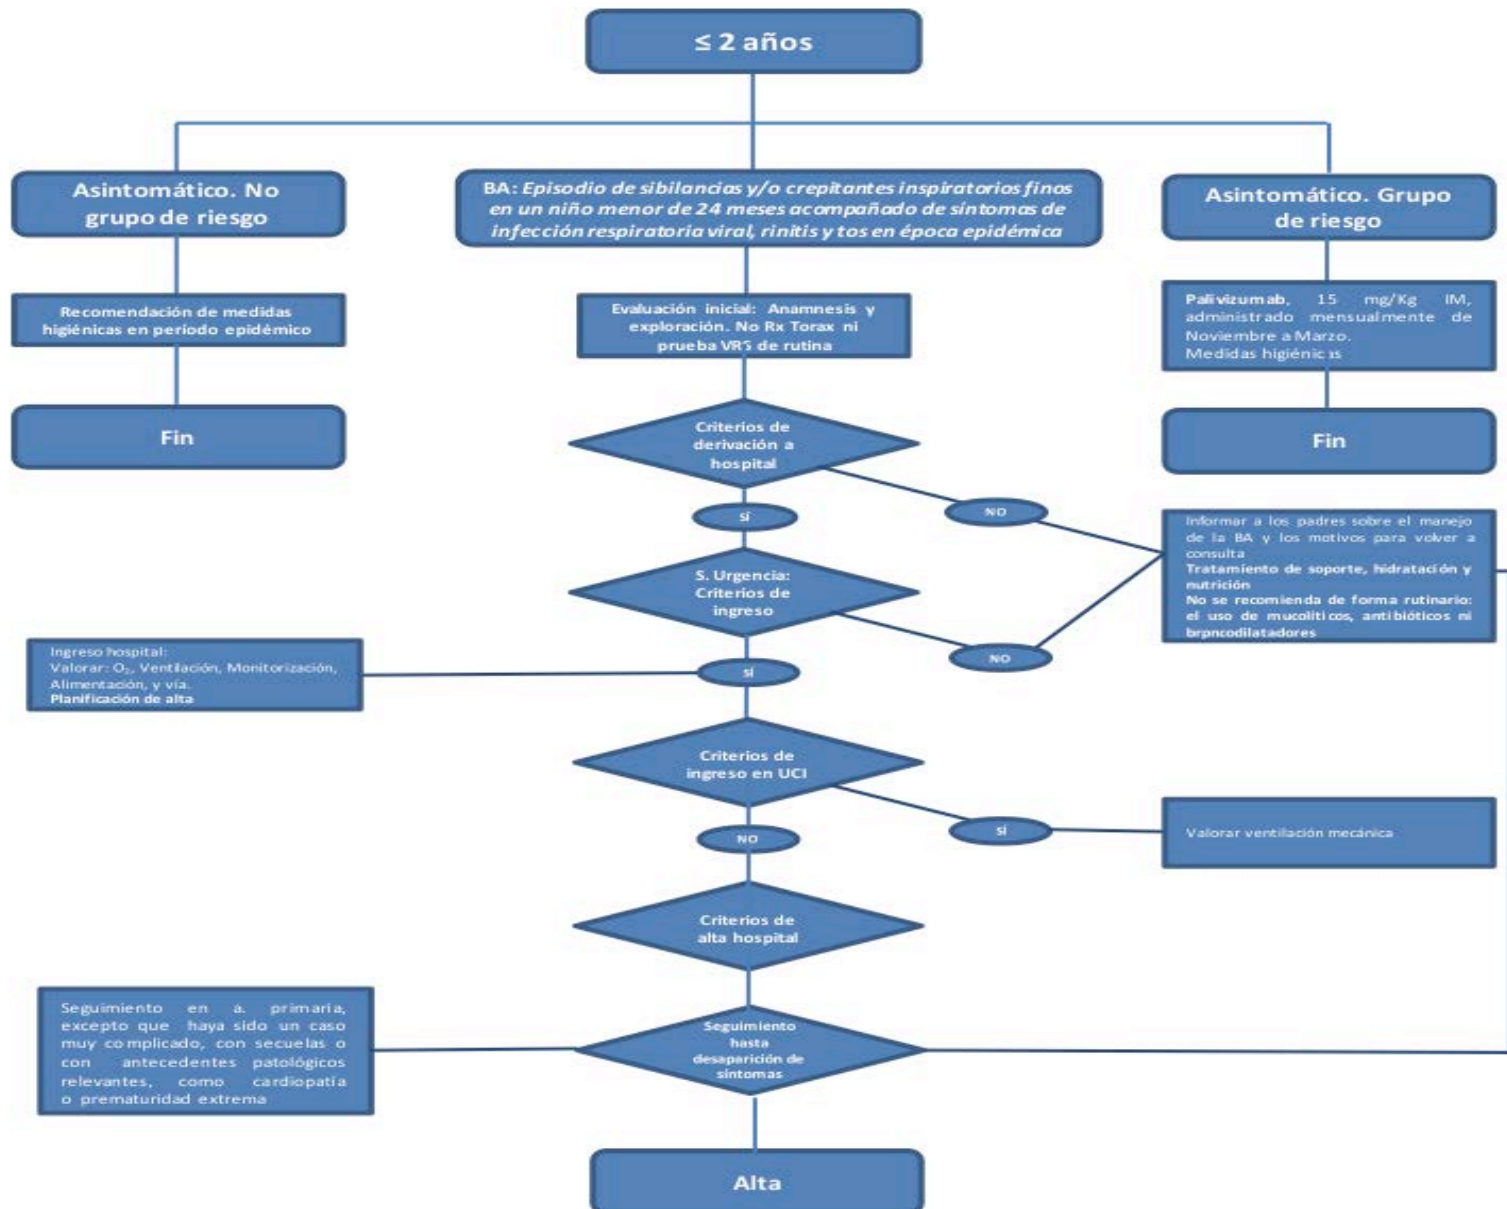 ≤ 2 años
Asintomático. No
grupo de riesgo
BA: Episodio de sibilancias y/o crepitantes inspiratorios finos
en un niño menor de 24 meses acompañado de síntomas de
infección respiratoria viral, rinitis y tos en época epidémica
Asintomático. Grupo
de riesgo
Recomendación de medidas
higiénicas en período epidémico
Evaluación inicial: Anamnesis y
exploración. No Rx Torax ni
prueba VRS de rutina
Palivizumab, 15 mg/Kg IM,
administrado mensualmente de
Noviembre a Marzo.
Medidas higiénicas
Fin
Criterios de
derivación a
hospital
Fin
SÍ
NO
Informar a los padres sobre el manejo
de la BA y los motivos para volver a
consulta
Tratamiento de soporte, hidratación y
nutrición
No se recomienda de forma rutinario:
el uso de mucolíticos, antibióticos ni
brpncodilatadores
S. Urgencia:
Criterios de
ingreso
NO
Ingreso hospital:
Valorar: O₂, Ventilación, Monitorización,
Alimentación, y vía.
Planificación de alta
SÍ
Criterios de
ingreso en UCI
NO
SÍ
Valorar ventilación mecánica
Criterios de
alta hospital
Seguimiento en a. primaria,
excepto que haya sido un caso
muy complicado, con secuelas o
con antecedentes patológicos
relevantes, como cardiopatía
o prematuridad extrema
Seguimiento
hasta
desaparición de
síntomas
Alta